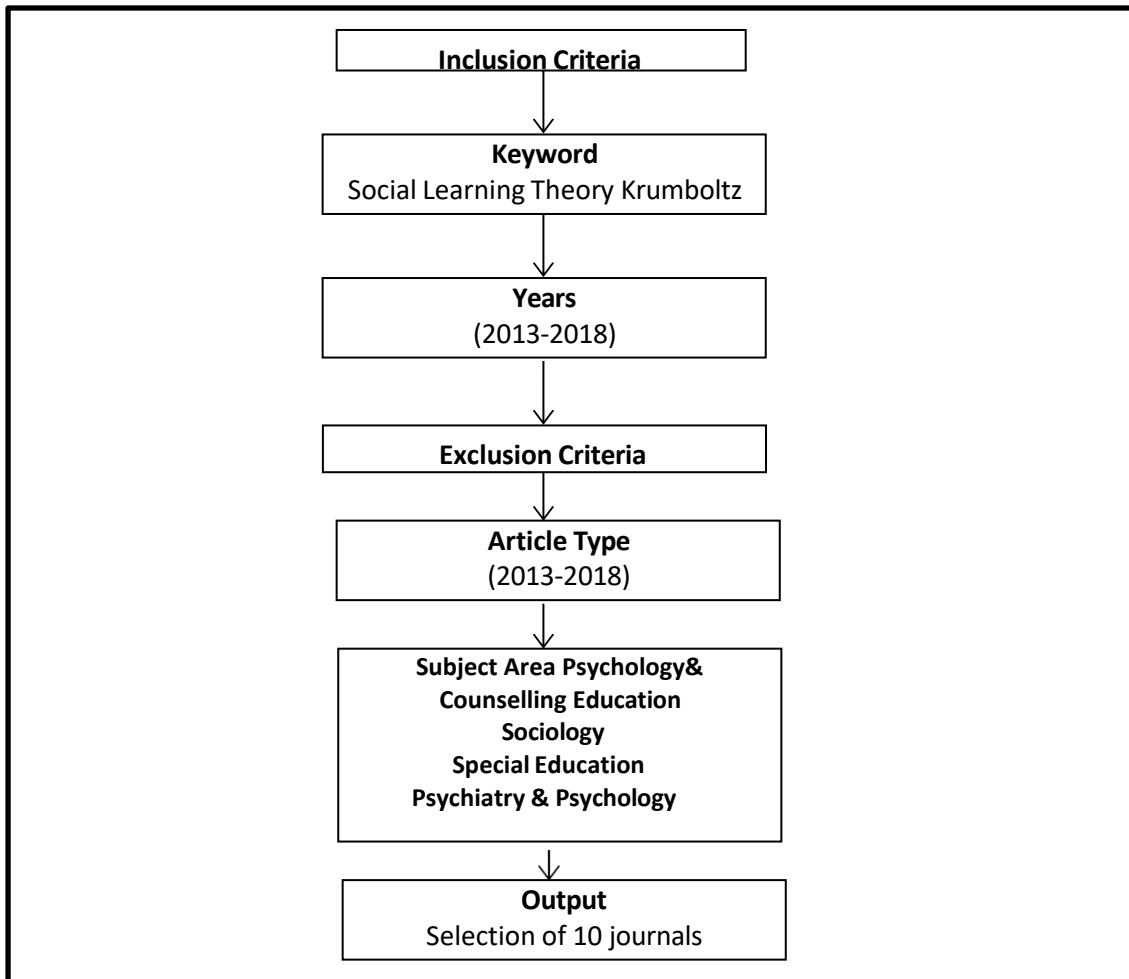 Inclusion Criteria
Keyword
Social Learning Theory Krumboltz
Years
(2013-2018)
Exclusion Criteria
Article Type
(2013-2018)
Subject Area Psychology&
Counselling Education
Sociology
Special Education
Psychiatry & Psychology
Output
Selection of 10 journals